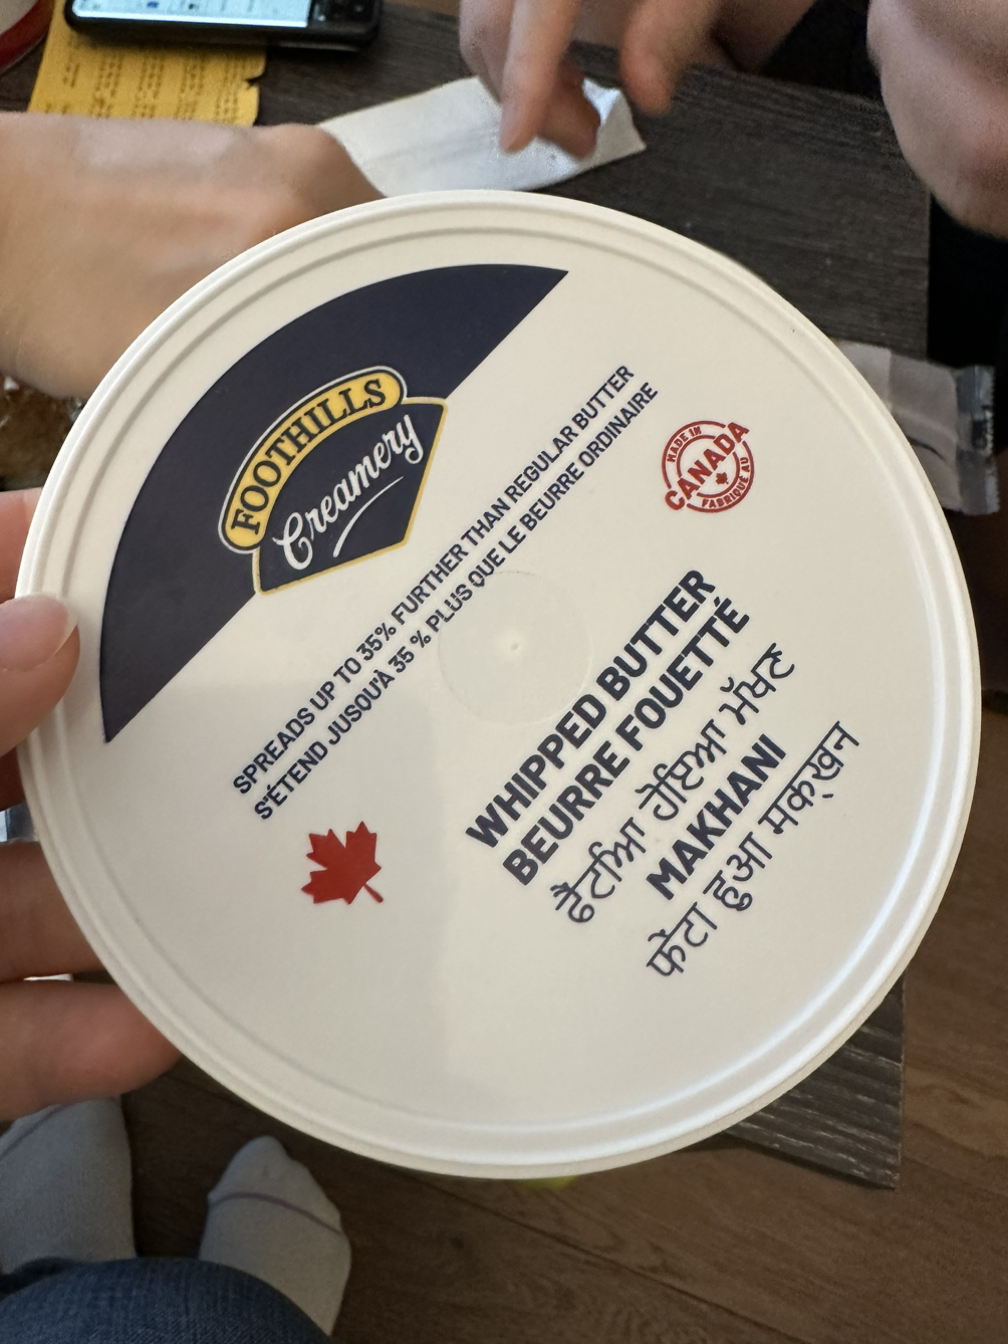 FOOTHILLS
Creamery
SPREADS UP TO 35% FURTHER THAN REGULAR BUTTER
S'ÉTEND JUSQU'À 35 % PLUS QUE LE BEURRE ORDINAIRE
MADE IN
CANADA
FABRIQUÉ AU
WHIPPED BUTTER
BEURRE FOUETTÉ
ਫੈਂਟਿਆ ਹੋਇਆ ਮੱਖਣ
MAKHANI
फेंटा हुआ मक्खन